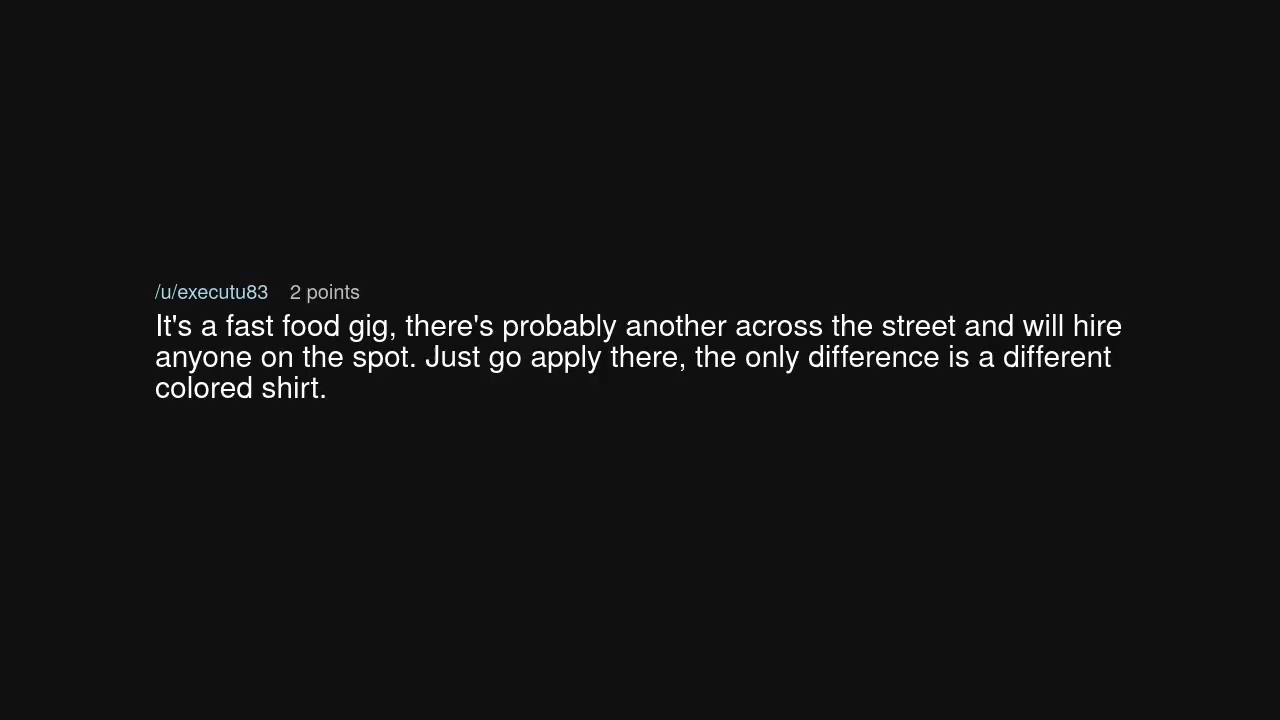 /u/executu83 2 points
It's a fast food gig, there's probably another across the street and will hire
anyone on the spot. Just go apply there, the only difference is a different
colored shirt.